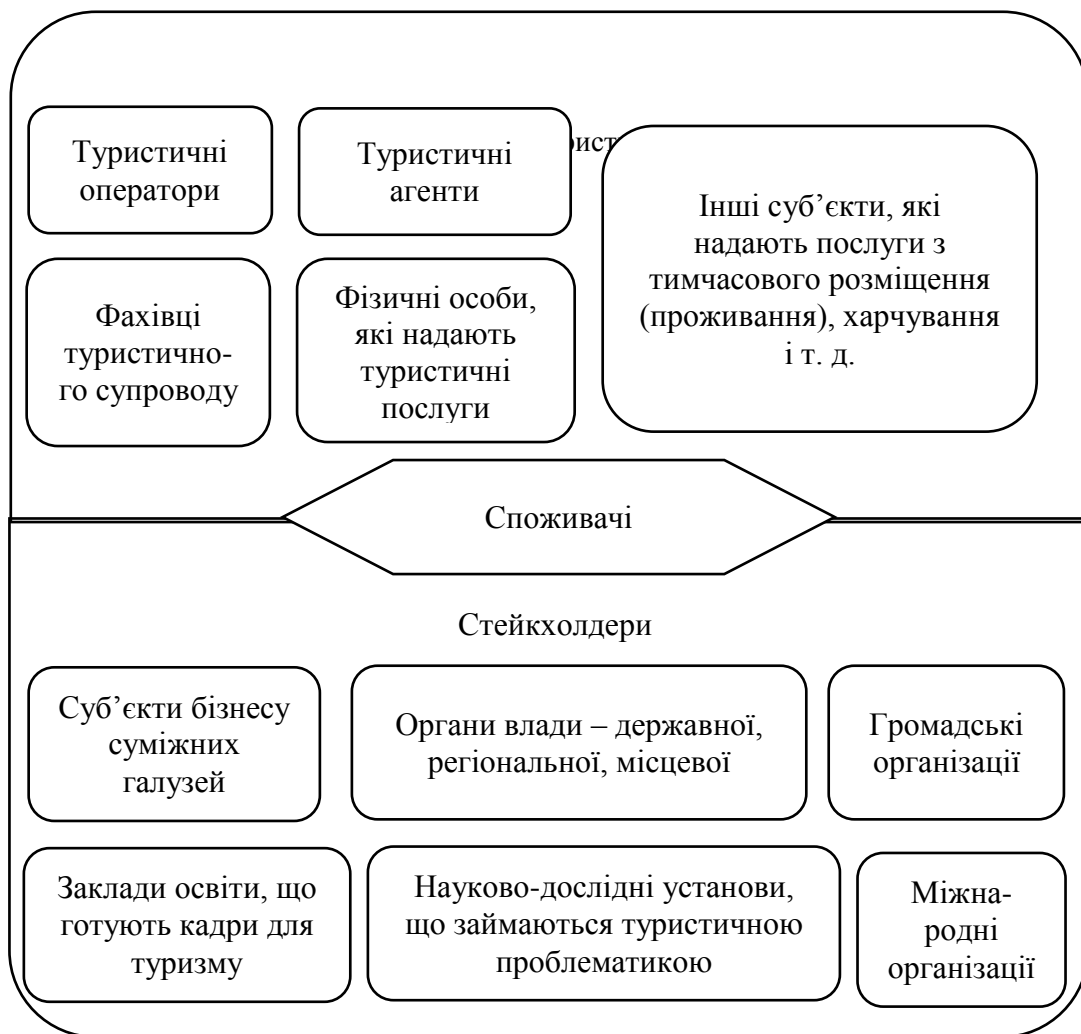 Туристичні
оператори
Туристичні
агенти
Інші суб’єкти, які
надають послуги з
тимчасового розміщення
(проживання), харчування
і т. д.
Фахівці
туристично-
го супроводу
Фізичні особи,
які надають
туристичні
послуги
Споживачі
Стейкхолдери
Суб’єкти бізнесу
суміжних
галузей
Органи влади – державної,
регіональної, місцевої
Громадські
організації
Заклади освіти, що
готують кадри для
туризму
Науково-дослідні установи,
що займаються туристичною
проблематикою
Міжна-
родні
організації